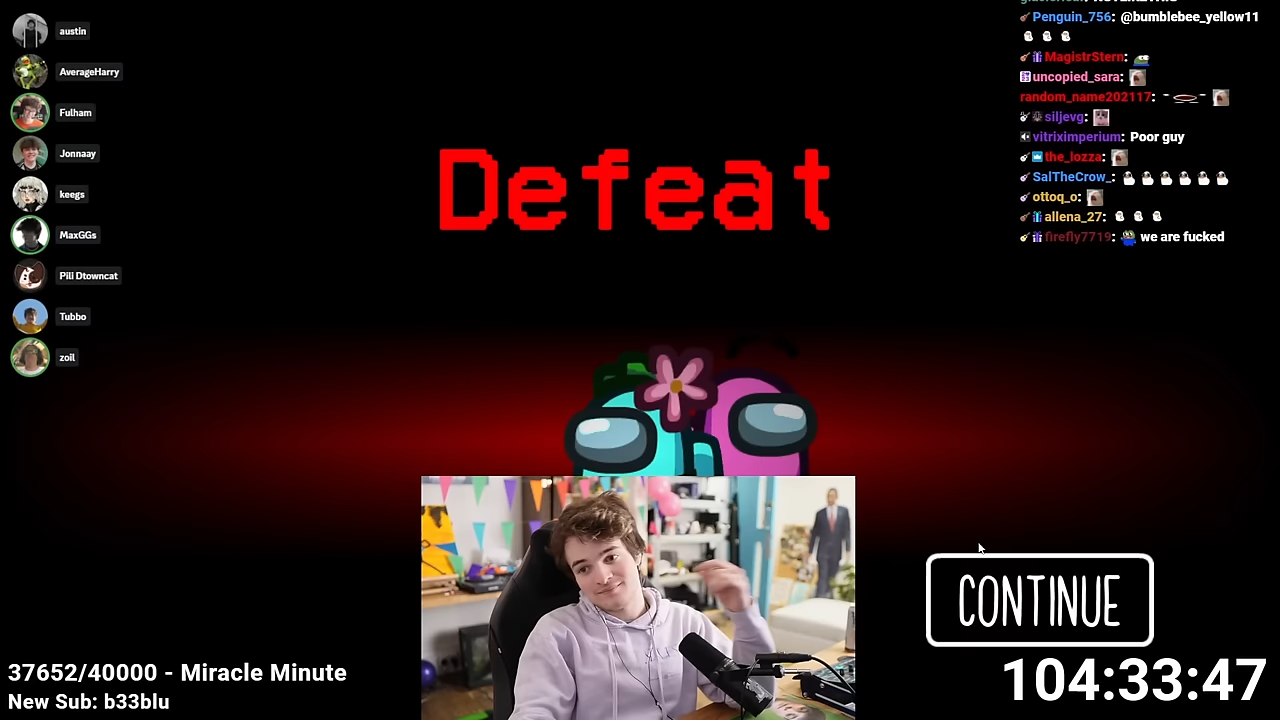 austin
AverageHarry
Fulham
Jonnaay
keegs
MaxGGs
Pili Dtowncat
Tubbo
zoil
Defeat
Penguin_756: @bumblebee_yellow11
MagistrStern:
uncopied_sara:
random_name202117:
siljevg:
vitriximperium: Poor guy
the_lozza:
SalTheCrow_:
ottoq_o:
allena_27:
firefly7719: we are fucked
CONTINUE
37652/40000 - Miracle Minute
New Sub: b33blu
104:33:47